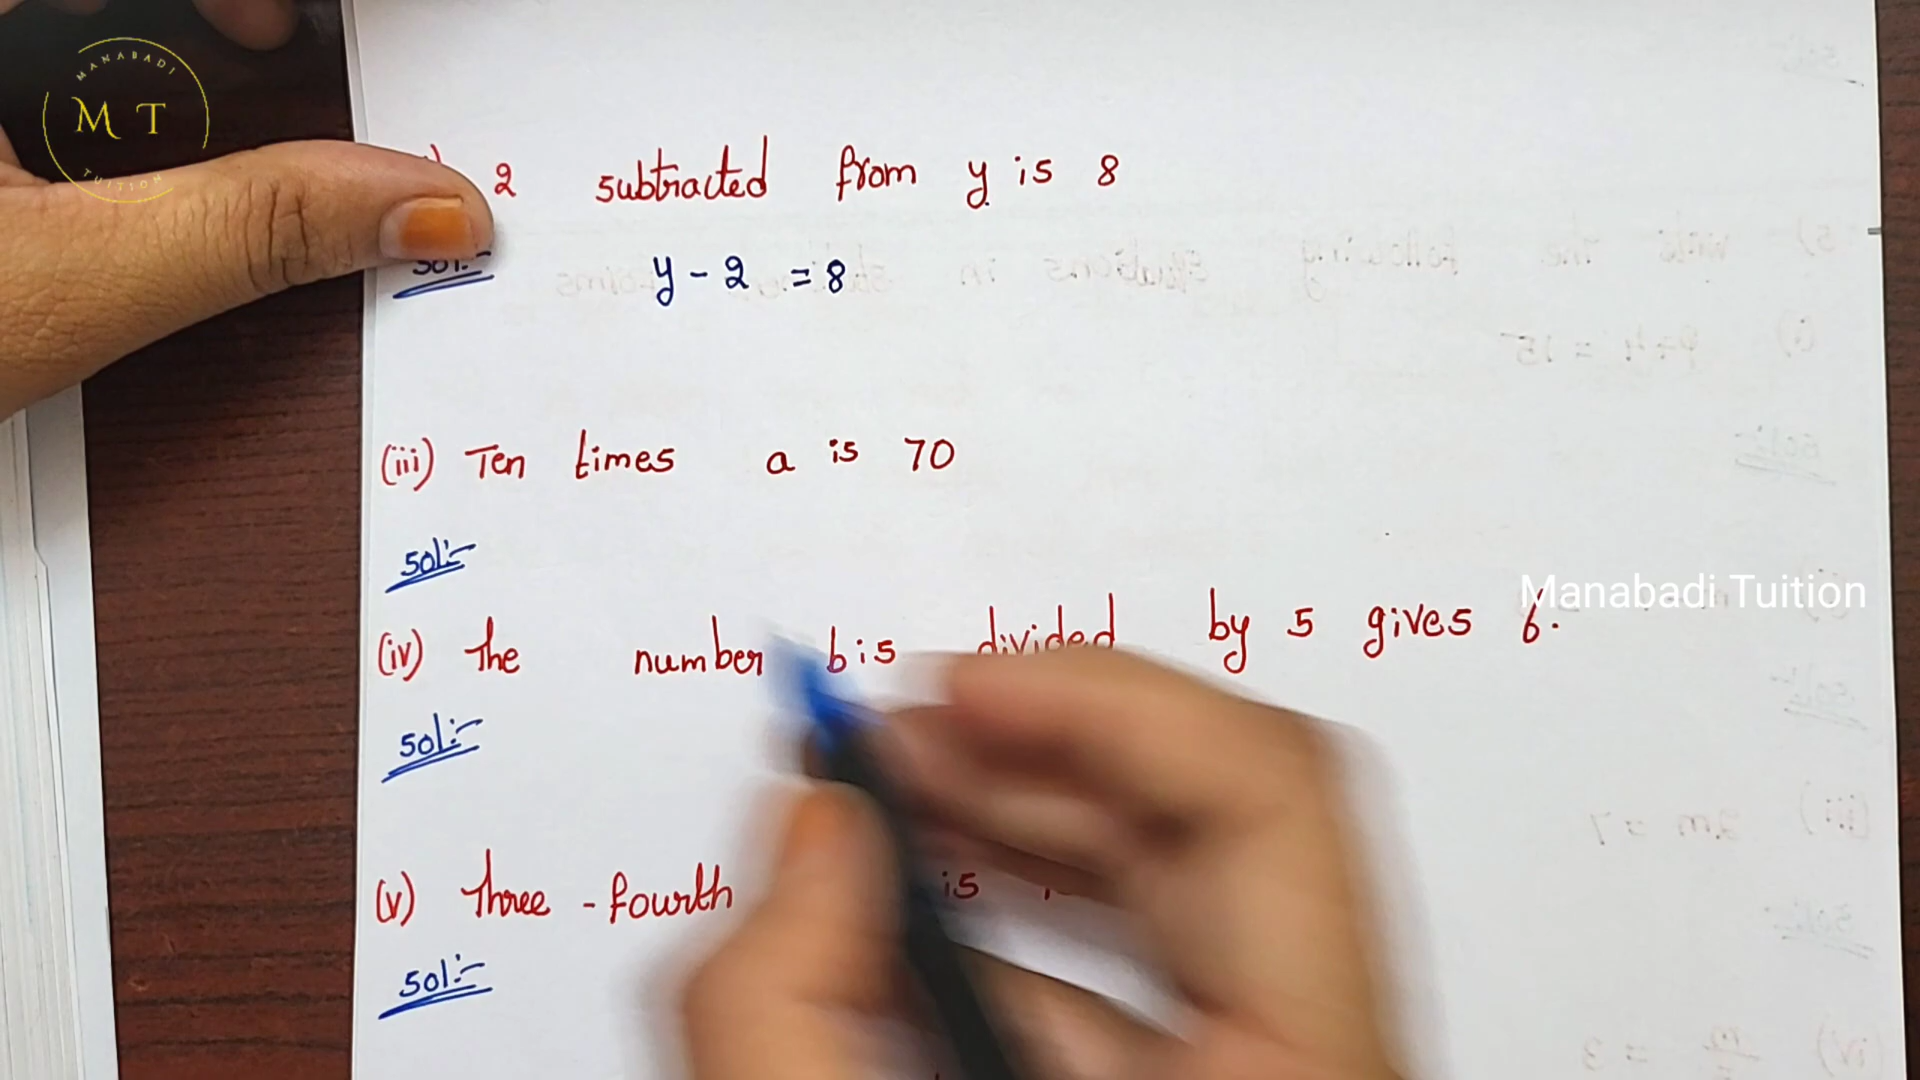 MANABADI
M T
TUITION
2 subtracted from y is 8
Sol:-
y - 2 = 8
(iii) Ten times a is 70
Sol:-
Manabadi Tuition
(iv) The number b is divided by 5 gives 6.
Sol:-
(v) Three - fourth is
Sol:-